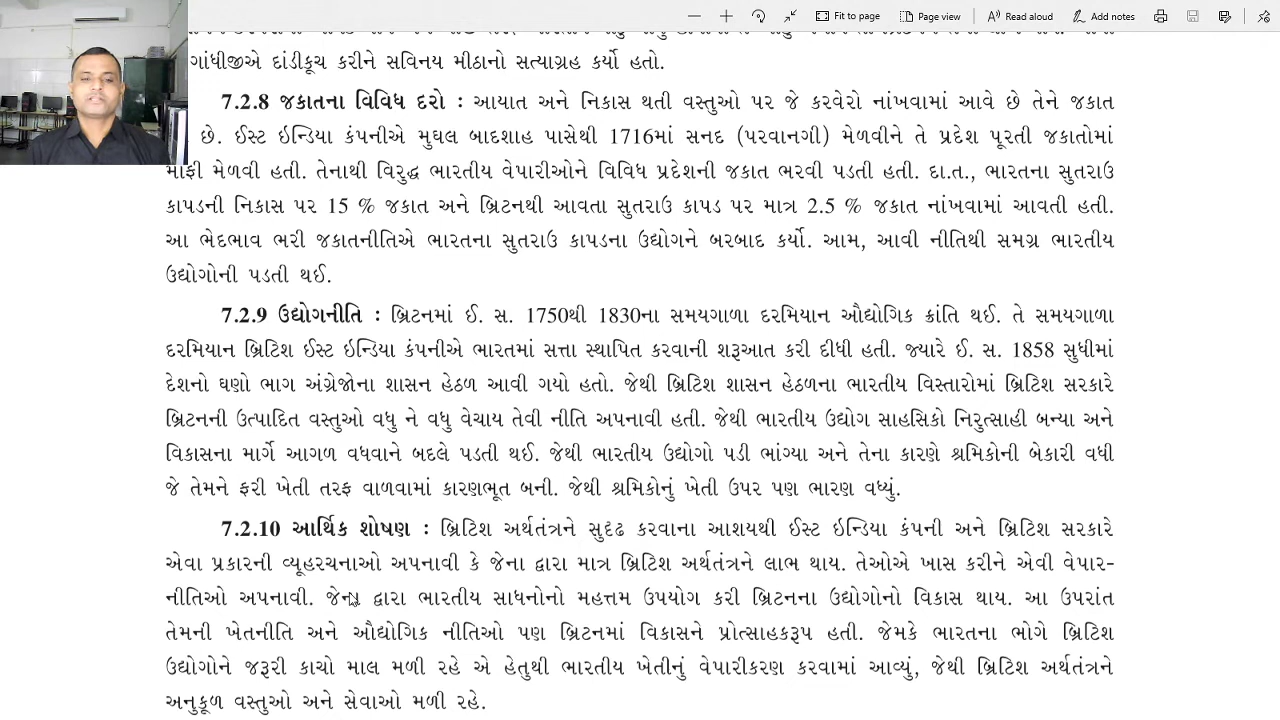 Fit to page
Page view
Read aloud
Add notes
ગાંધીજીએ દાંડીકૂચ કરીને સવિનય મીઠાનો સત્યાગ્રહ કર્યો હતો.
7.2.8 જકાતના વિવિધ દરો : આયાત અને નિકાસ થતી વસ્તુઓ પર જે કરવેરો નાંખવામાં આવે છે તેને જકાત
છે. ઈસ્ટ ઇન્ડિયા કંપનીએ મુઘલ બાદશાહ પાસેથી 1716માં સનદ (પરવાનગી) મેળવીને તે પ્રદેશ પૂરતી જકાતોમાં
માફી મેળવી હતી. તેનાથી વિરુદ્ધ ભારતીય વેપારીઓને વિવિધ પ્રદેશની જકાત ભરવી પડતી હતી. દા.ત., ભારતના સુતરાઉ
કાપડની નિકાસ પર 15 % જકાત અને બ્રિટનથી આવતા સુતરાઉ કાપડ પર માત્ર 2.5 % જકાત નાંખવામાં આવતી હતી.
આ ભેદભાવ ભરી જકાતનીતિએ ભારતના સુતરાઉ કાપડના ઉદ્યોગને બરબાદ કર્યો. આમ, આવી નીતિથી સમગ્ર ભારતીય
ઉદ્યોગોની પડતી થઈ.
7.2.9 ઉદ્યોગનીતિ : બ્રિટનમાં ઈ. સ. 1750થી 1830ના સમયગાળા દરમિયાન ઔદ્યોગિક ક્રાંતિ થઈ. તે સમયગાળા
દરમિયાન બ્રિટિશ ઈસ્ટ ઇન્ડિયા કંપનીએ ભારતમાં સત્તા સ્થાપિત કરવાની શરૂઆત કરી દીધી હતી. જ્યારે ઈ. સ. 1858 સુધીમાં
દેશનો ઘણો ભાગ અંગ્રેજોના શાસન હેઠળ આવી ગયો હતો. જેથી બ્રિટિશ શાસન હેઠળના ભારતીય વિસ્તારોમાં બ્રિટિશ સરકારે
બ્રિટનની ઉત્પાદિત વસ્તુઓ વધુ ને વધુ વેચાય તેવી નીતિ અપનાવી હતી. જેથી ભારતીય ઉદ્યોગ સાહસિકો નિરુત્સાહી બન્યા અને
વિકાસના માર્ગે આગળ વધવાને બદલે પડતી થઈ. જેથી ભારતીય ઉદ્યોગો પડી ભાંગ્યા અને તેના કારણે શ્રમિકોની બેકારી વધી
જે તેમને ફરી ખેતી તરફ વાળવામાં કારણભૂત બની. જેથી શ્રમિકોનું ખેતી ઉપર પણ ભારણ વધ્યું.
7.2.10 આર્થિક શોષણ : બ્રિટિશ અર્થતંત્રને સુદૃઢ કરવાના આશયથી ઈસ્ટ ઇન્ડિયા કંપની અને બ્રિટિશ સરકારે
એવા પ્રકારની વ્યૂહરચનાઓ અપનાવી કે જેના દ્વારા માત્ર બ્રિટિશ અર્થતંત્રને લાભ થાય. તેઓએ ખાસ કરીને એવી વેપાર-
નીતિઓ અપનાવી. જેના દ્વારા ભારતીય સાધનોનો મહત્તમ ઉપયોગ કરી બ્રિટનના ઉદ્યોગોનો વિકાસ થાય. આ ઉપરાંત
તેમની ખેતનીતિ અને ઔદ્યોગિક નીતિઓ પણ બ્રિટનમાં વિકાસને પ્રોત્સાહકરૂપ હતી. જેમકે ભારતના ભોગે બ્રિટિશ
ઉદ્યોગોને જરૂરી કાચો માલ મળી રહે એ હેતુથી ભારતીય ખેતીનું વેપારીકરણ કરવામાં આવ્યું, જેથી બ્રિટિશ અર્થતંત્રને
અનુકૂળ વસ્તુઓ અને સેવાઓ મળી રહે.